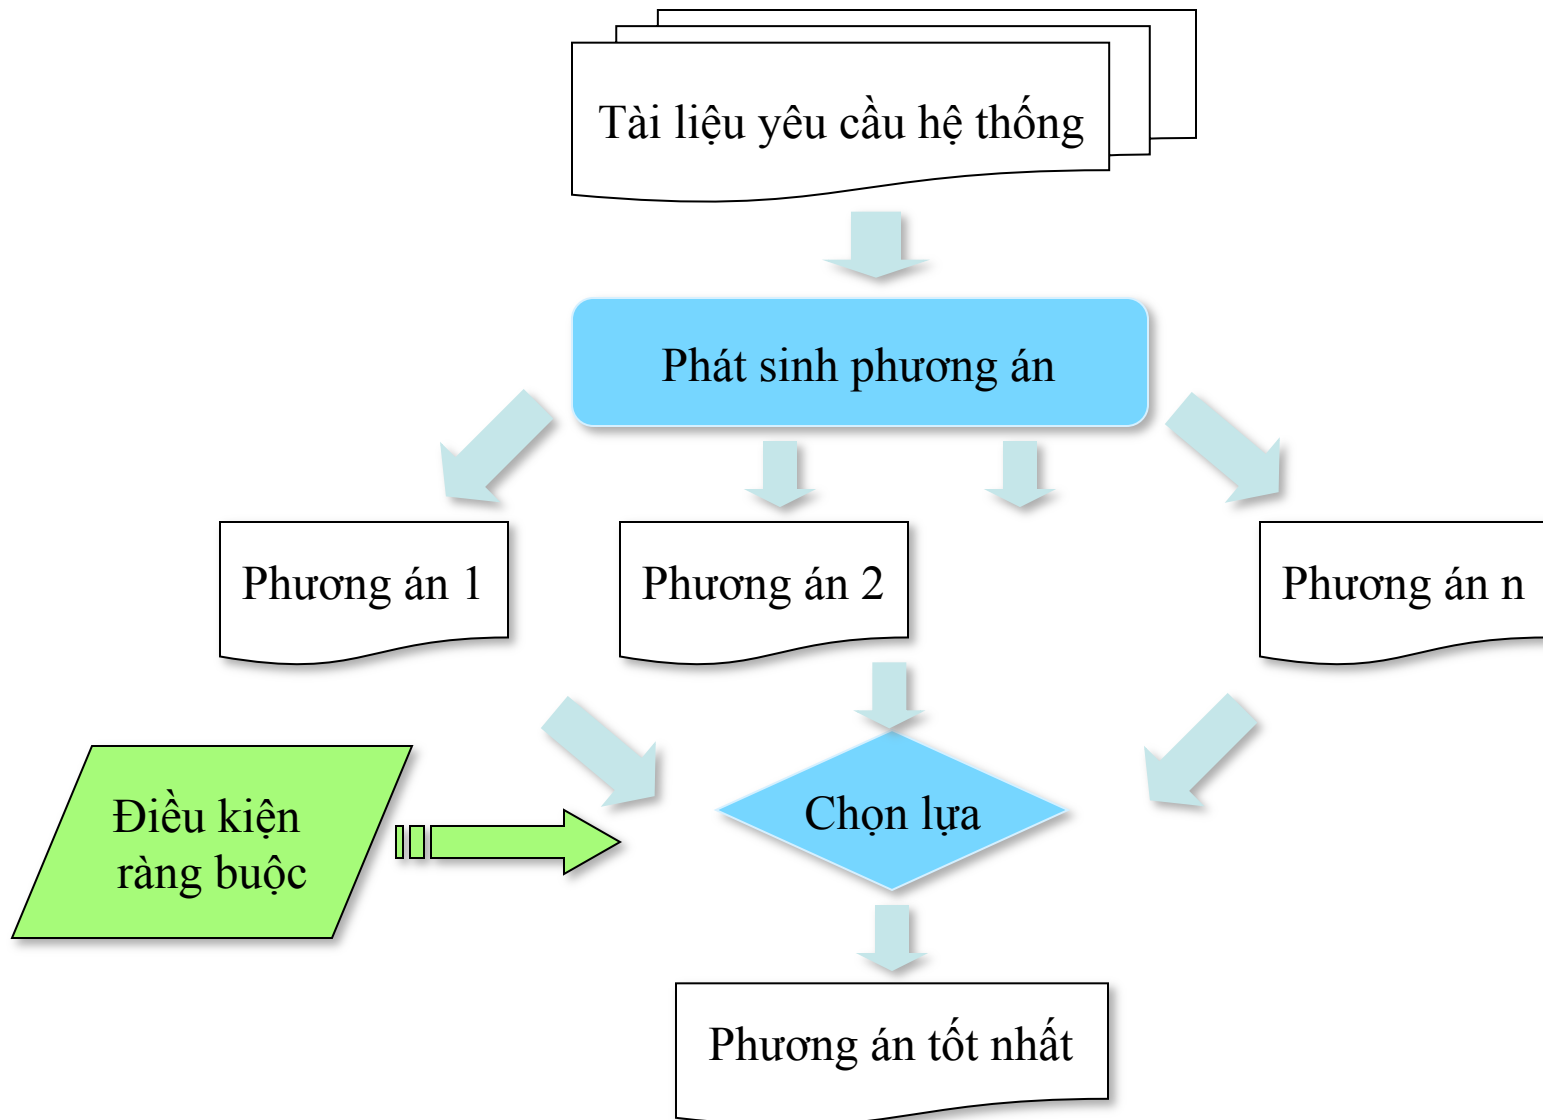 Tài liệu yêu cầu hệ thống
Phát sinh phương án
Phương án 1
Phương án 2
Phương án n
Điều kiện
ràng buộc
Chọn lựa
Phương án tốt nhất